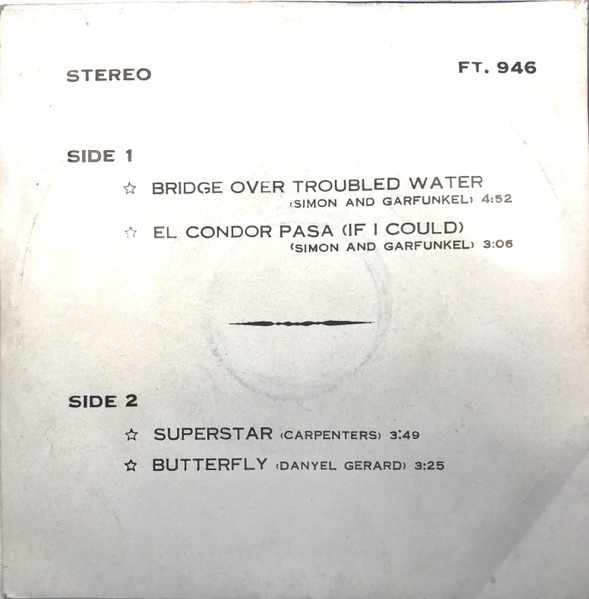 STEREO
FT. 946
SIDE 1
☆ BRIDGE OVER TROUBLED WATER
(SIMON AND GARFUNKEL) 4:52
☆ EL CONDOR PASA (IF I COULD)
(SIMON AND GARFUNKEL) 3:06
SIDE 2
☆ SUPERSTAR (CARPENTERS) 3:49
☆ BUTTERFLY (DANYEL GERARD) 3:25